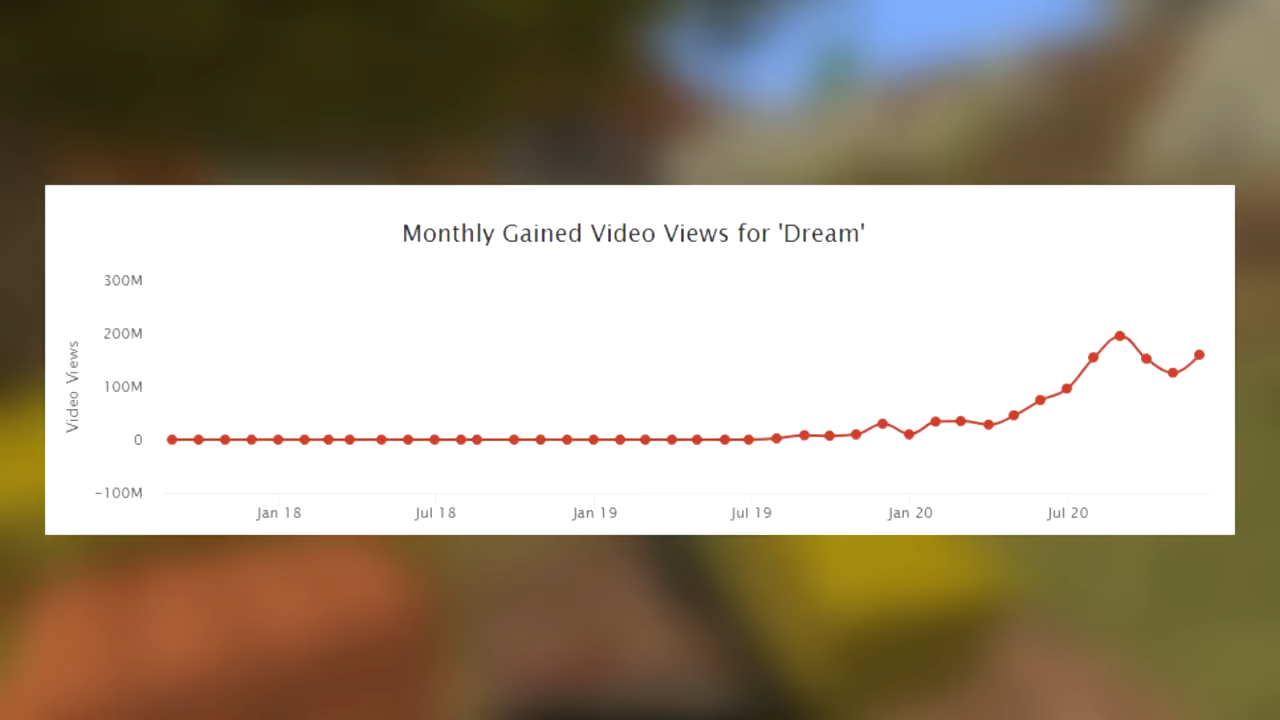 Monthly Gained Video Views for 'Dream'
300M
200M
100M
0
-100M
Video Views
Jan 18 Jul 18 Jan 19 Jul 19 Jan 20 Jul 20